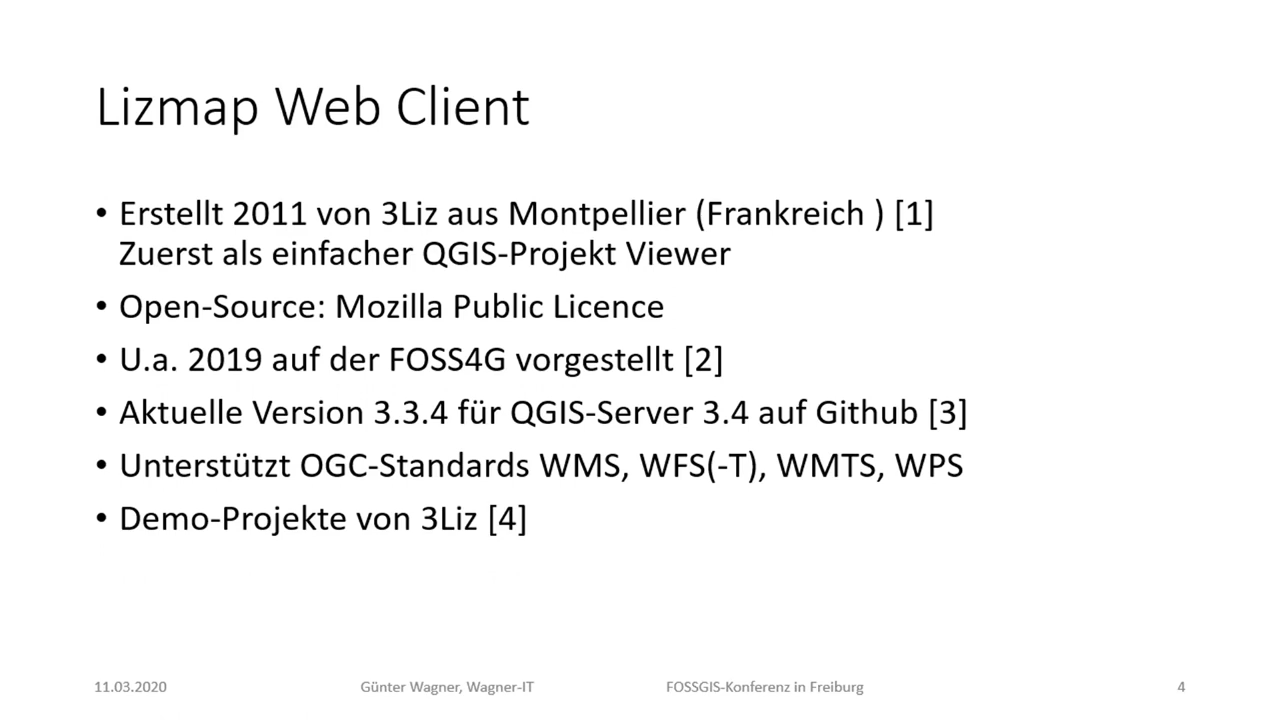 Lizmap Web Client
• Erstellt 2011 von 3Liz aus Montpellier (Frankreich ) [1]
Zuerst als einfacher QGIS-Projekt Viewer
• Open-Source: Mozilla Public Licence
• U.a. 2019 auf der FOSS4G vorgestellt [2]
• Aktuelle Version 3.3.4 für QGIS-Server 3.4 auf Github [3]
• Unterstützt OGC-Standards WMS, WFS(-T), WMTS, WPS
• Demo-Projekte von 3Liz [4]
11.03.2020 Günter Wagner, Wagner-IT FOSSGIS-Konferenz in Freiburg 4